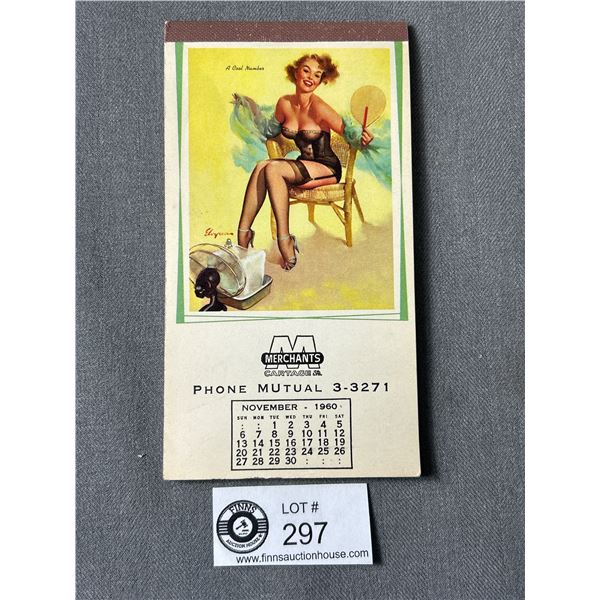 A Cool Number
Elvgren
M
MERCHANTS
CARTAGE
PHONE MUTUAL 3-3271
NOVEMBER - 1960
SUN MON TUE WED THU FRI SAT
: : 1 2 3 4 5
6 7 8 9 10 11 12
13 14 15 16 17 18 19
20 21 22 23 24 25 26
27 28 29 30 : : :
FINNS
AUCTION HOUSE
LOT #
297
www.finnsauctionhouse.com